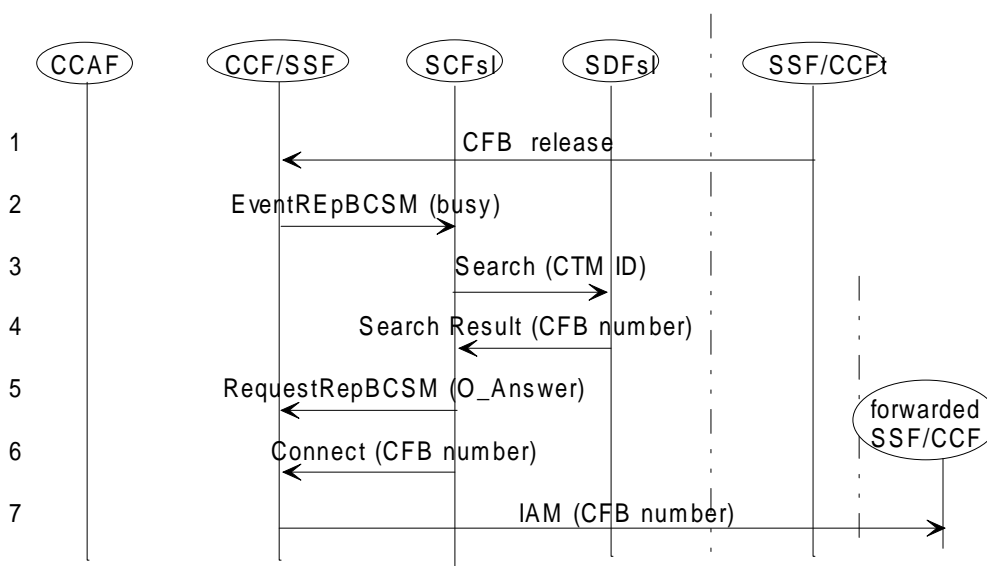 CCAF CCF/SSF SCFsl SDFsl SSF/CCFt
1 CFB release
2 EventREpBCSM (busy)
3 Search (CTM ID)
4 Search Result (CFB number)
5 RequestRepBCSM (O_Answer)
forwarded
SSF/CCF
6 Connect (CFB number)
7 IAM (CFB number)